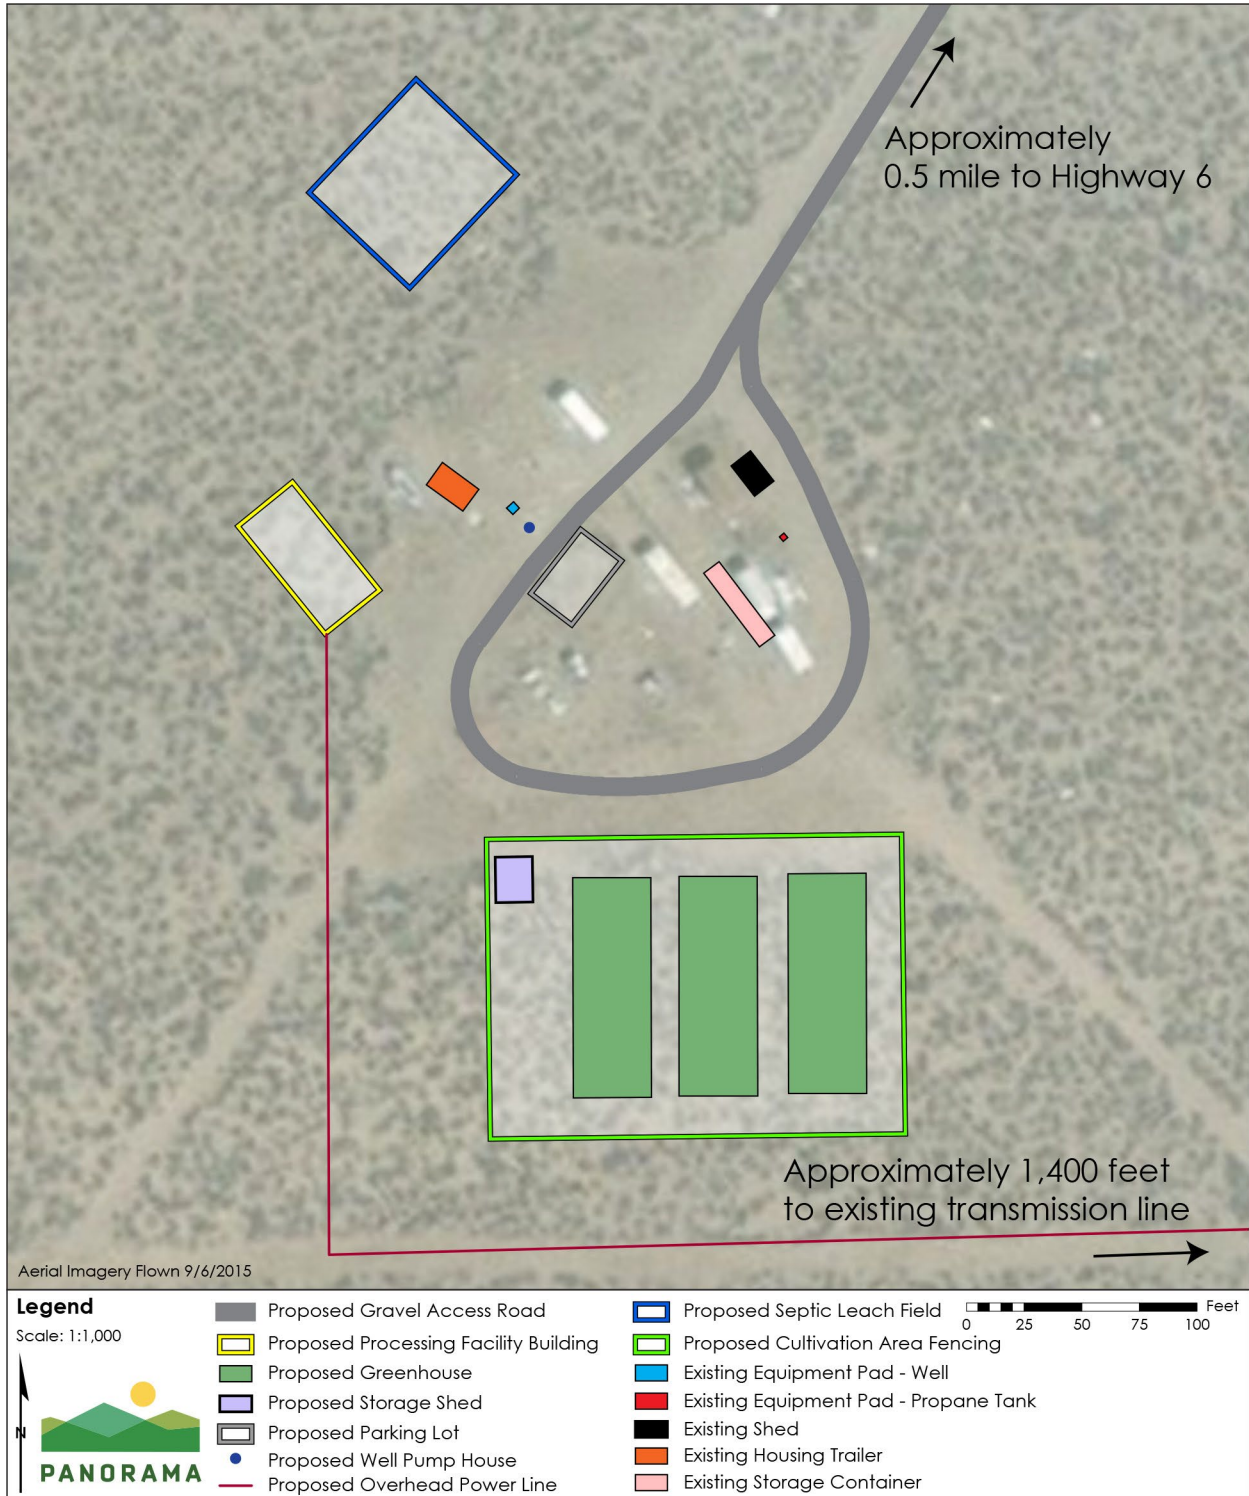 Approximately
0.5 mile to Highway 6
Approximately 1,400 feet
to existing transmission line
Aerial Imagery Flown 9/6/2015
Legend
Scale: 1:1,000
N
PANORAMA
Proposed Gravel Access Road
Proposed Processing Facility Building
Proposed Greenhouse
Proposed Storage Shed
Proposed Parking Lot
Proposed Well Pump House
Proposed Overhead Power Line
Proposed Septic Leach Field
Proposed Cultivation Area Fencing
Existing Equipment Pad - Well
Existing Equipment Pad - Propane Tank
Existing Shed
Existing Housing Trailer
Existing Storage Container
Feet
0 25 50 75 100